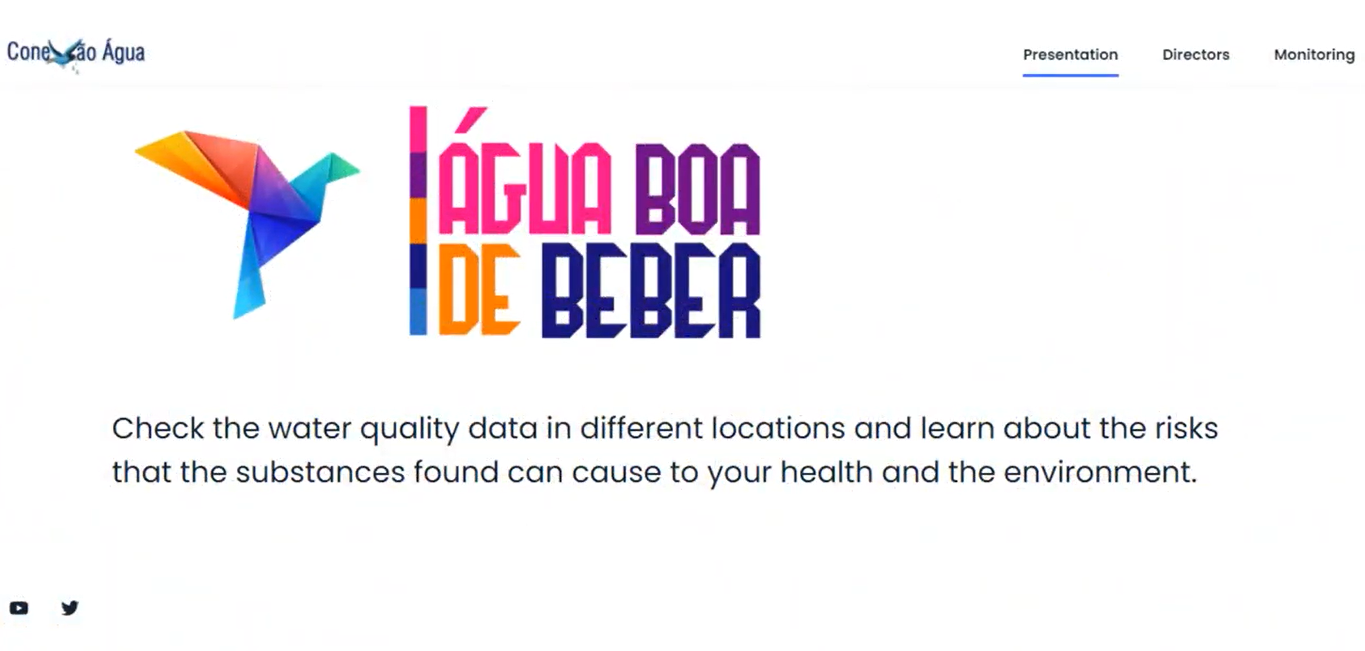 Conexão Água
Presentation Directors Monitoring
ÁGUA BOA
DE BEBER
Check the water quality data in different locations and learn about the risks
that the substances found can cause to your health and the environment.